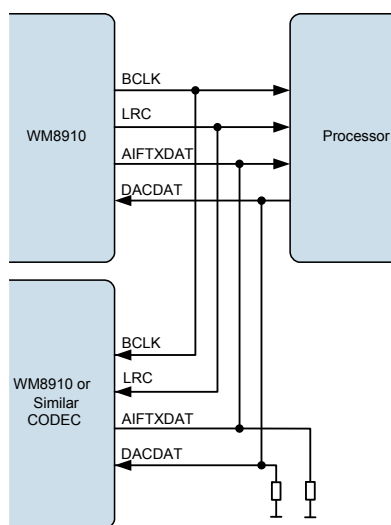 BCLK
LRC
WM8910
Processor
AIFTXDAT
DACDAT
BCLK
LRC
WM8910 or
Similar
CODEC
AIFTXDAT
DACDAT